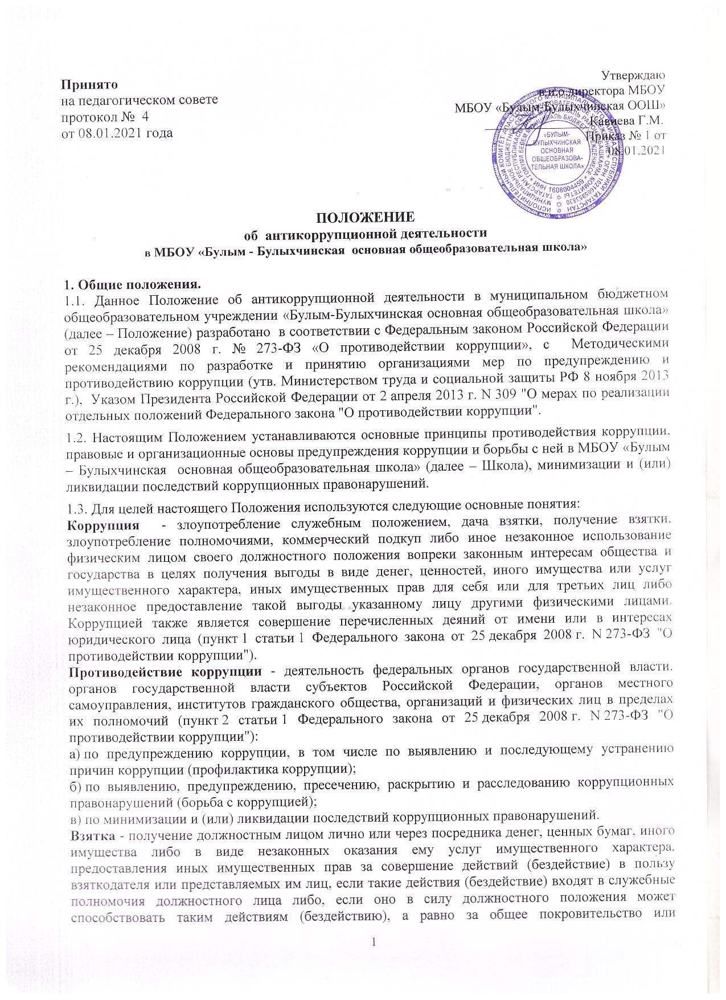 Принято
на педагогическом совете
протокол №  4
от 08.01.2021 года
Утверждаю
в.и.о.директора МБОУ
МБОУ «Булым-Булыхчинская ООШ»
Кавиева Г.М.
Приказ № 1 от
08.01.2021
«БУЛЫМ-
БУЛЫХЧИНСКАЯ
ОСНОВНАЯ
ОБЩЕОБРАЗОВА-
ТЕЛЬНАЯ ШКОЛА»
* ИНН 1608004459 *
ПОЛОЖЕНИЕ
об  антикоррупционной деятельности
в МБОУ «Булым - Булыхчинская  основная общеобразовательная школа»
1. Общие положения.
1.1. Данное Положение об антикоррупционной деятельности в муниципальном бюджетном
общеобразовательном учреждении «Булым-Булыхчинская основная общеобразовательная школа»
(далее – Положение) разработано  в соответствии с Федеральным законом Российской Федерации
от 25 декабря 2008 г. № 273-ФЗ «О противодействии коррупции», с  Методическими
рекомендациями по разработке и принятию организациями мер по предупреждению и
противодействию коррупции (утв. Министерством труда и социальной защиты РФ 8 ноября 2013
г.),  Указом Президента Российской Федерации от 2 апреля 2013 г. N 309 "О мерах по реализации
отдельных положений Федерального закона "О противодействии коррупции".
1.2. Настоящим Положением устанавливаются основные принципы противодействия коррупции,
правовые и организационные основы предупреждения коррупции и борьбы с ней в МБОУ «Булым
– Булыхчинская  основная общеобразовательная школа» (далее – Школа), минимизации и (или)
ликвидации последствий коррупционных правонарушений.
1.3. Для целей настоящего Положения используются следующие основные понятия:
Коррупция  - злоупотребление служебным положением, дача взятки, получение взятки,
злоупотребление полномочиями, коммерческий подкуп либо иное незаконное использование
физическим лицом своего должностного положения вопреки законным интересам общества и
государства в целях получения выгоды в виде денег, ценностей, иного имущества или услуг
имущественного характера, иных имущественных прав для себя или для третьих лиц либо
незаконное предоставление такой выгоды указанному лицу другими физическими лицами.
Коррупцией также является совершение перечисленных деяний от имени или в интересах
юридического лица (пункт 1 статьи 1 Федерального закона от 25 декабря 2008 г. N 273-ФЗ "О
противодействии коррупции").
Противодействие коррупции - деятельность федеральных органов государственной власти,
органов государственной власти субъектов Российской Федерации, органов местного
самоуправления, институтов гражданского общества, организаций и физических лиц в пределах
их полномочий (пункт 2 статьи 1 Федерального закона от 25 декабря 2008 г. N 273-ФЗ "О
противодействии коррупции"):
а) по предупреждению коррупции, в том числе по выявлению и последующему устранению
причин коррупции (профилактика коррупции);
б) по выявлению, предупреждению, пресечению, раскрытию и расследованию коррупционных
правонарушений (борьба с коррупцией);
в) по минимизации и (или) ликвидации последствий коррупционных правонарушений.
Взятка - получение должностным лицом лично или через посредника денег, ценных бумаг, иного
имущества либо в виде незаконных оказания ему услуг имущественного характера,
предоставления иных имущественных прав за совершение действий (бездействие) в пользу
взяткодателя или представляемых им лиц, если такие действия (бездействие) входят в служебные
полномочия должностного лица либо, если оно в силу должностного положения может
способствовать таким действиям (бездействию), а равно за общее покровительство или
1